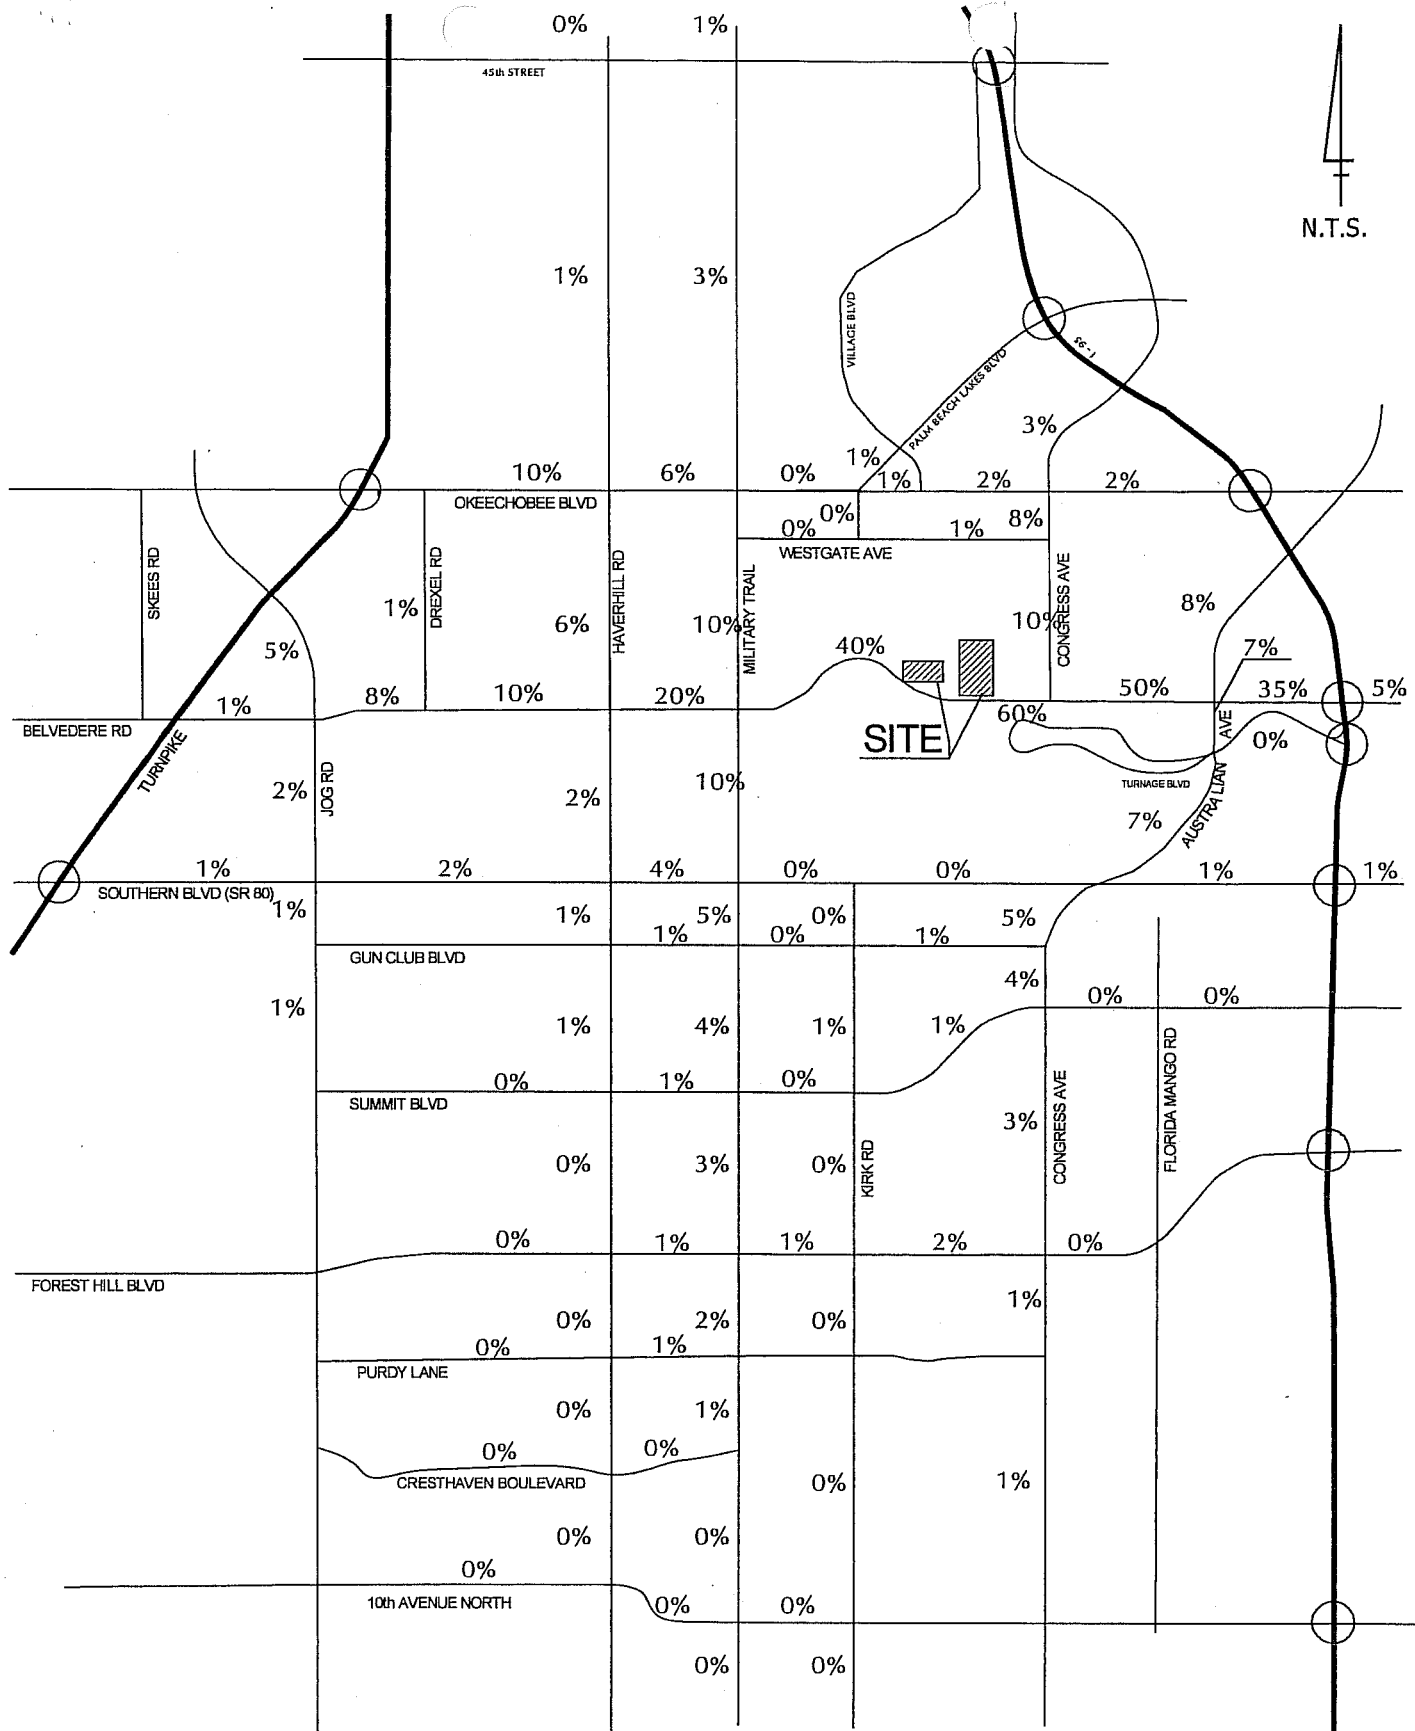 0% 1%
45th STREET
N.T.S.
1% 3%
VILLAGE BLVD
PALM BEACH LAKES BLVD
I-95
3%
10% 6% 0% 1% 1% 2% 2%
OKEECHOBEE BLVD
0% 0% 1% 8%
WESTGATE AVE
SKEES RD
DREXEL RD
HAVERHILL RD
MILITARY TRAIL
CONGRESS AVE
1% 6% 10% 10% 8%
5% 40% 7%
1% 8% 10% 20% 50% 35% 5%
60%
BELVEDERE RD
TURNPIKE
SITE
AVE
0%
JOG RD
2% 2% 10%
TURNAGE BLVD
AUSTRALIAN
7%
1% 2% 4% 0% 0% 1% 1%
SOUTHERN BLVD (SR 80)
1% 1% 5% 0% 5%
1% 0% 1%
GUN CLUB BLVD
4%
0% 0%
1% 1% 4% 1% 1%
0% 1% 0%
SUMMIT BLVD
CONGRESS AVE
FLORIDA MANGO RD
3%
KIRK RD
0% 3% 0%
0% 1% 1% 2% 0%
FOREST HILL BLVD
1%
0% 2% 0%
0% 1%
PURDY LANE
0% 1%
0% 0%
CRESTHAVEN BOULEVARD
0% 1%
0% 0%
0%
10th AVENUE NORTH
0% 0%
0% 0%